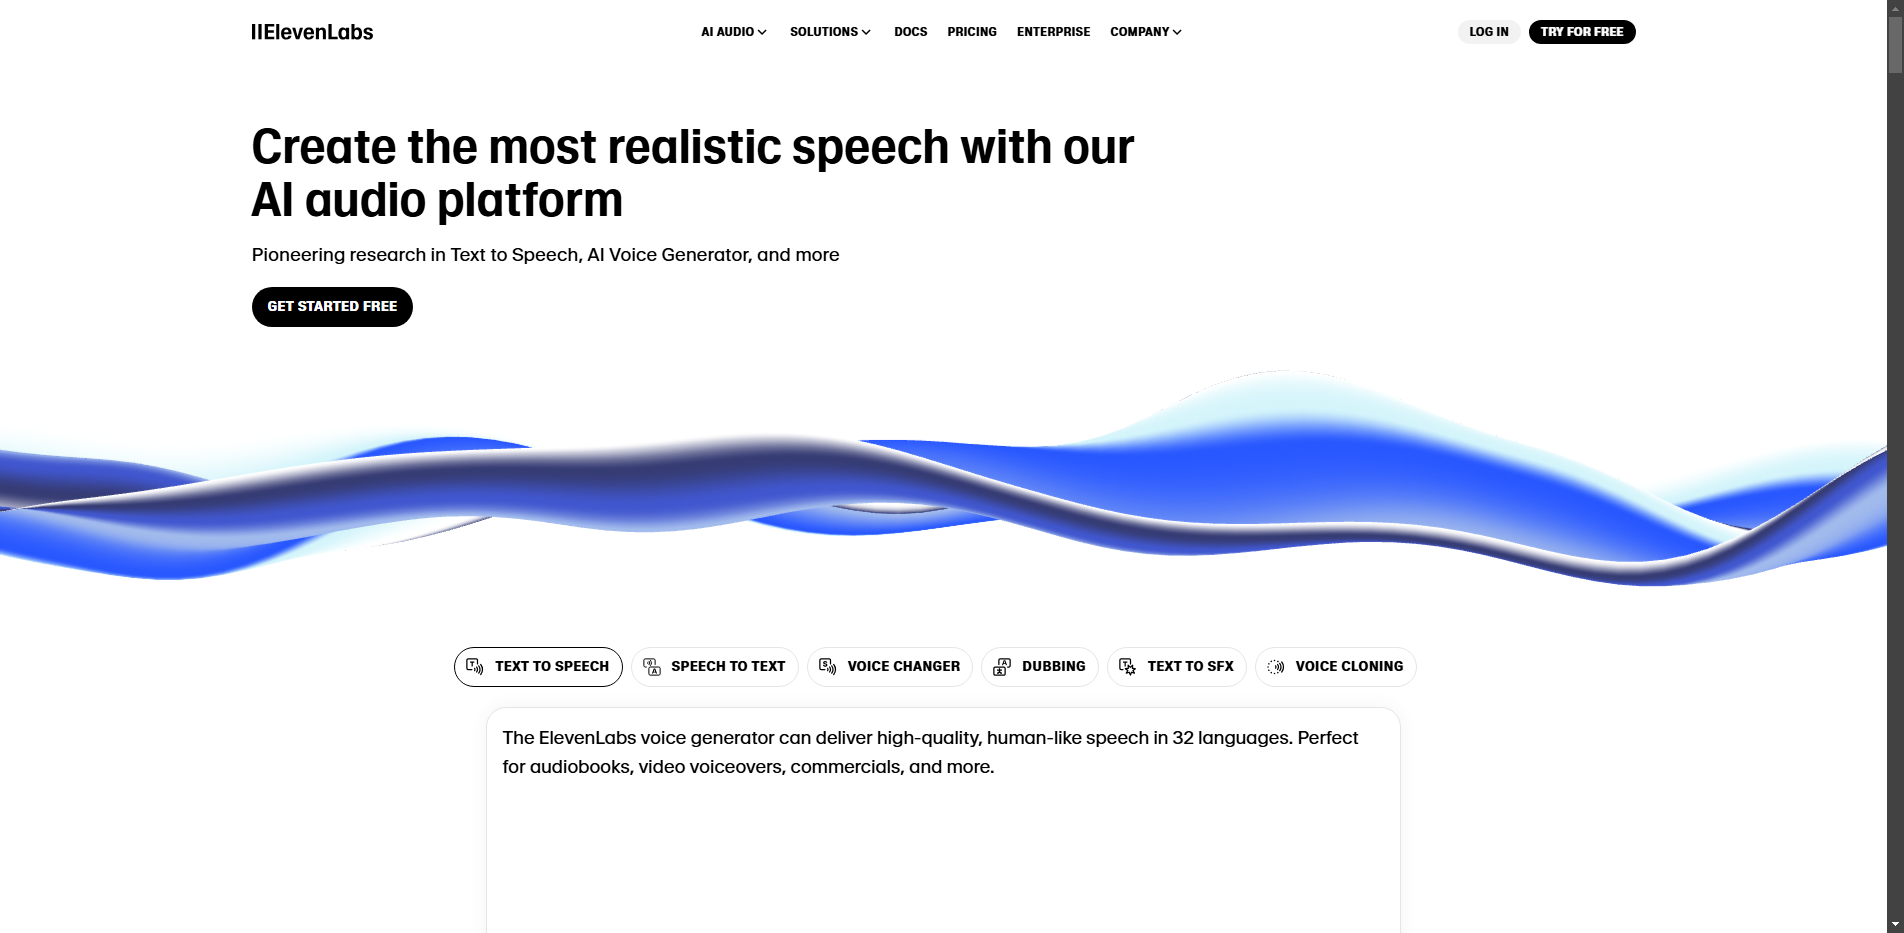 IIElevenLabs
AI AUDIO
SOLUTIONS
DOCS
PRICING
ENTERPRISE
COMPANY
LOG IN
TRY FOR FREE
Create the most realistic speech with our
AI audio platform
Pioneering research in Text to Speech, AI Voice Generator, and more
GET STARTED FREE
TEXT TO SPEECH
SPEECH TO TEXT
VOICE CHANGER
DUBBING
TEXT TO SFX
VOICE CLONING
The ElevenLabs voice generator can deliver high-quality, human-like speech in 32 languages. Perfect
for audiobooks, video voiceovers, commercials, and more.